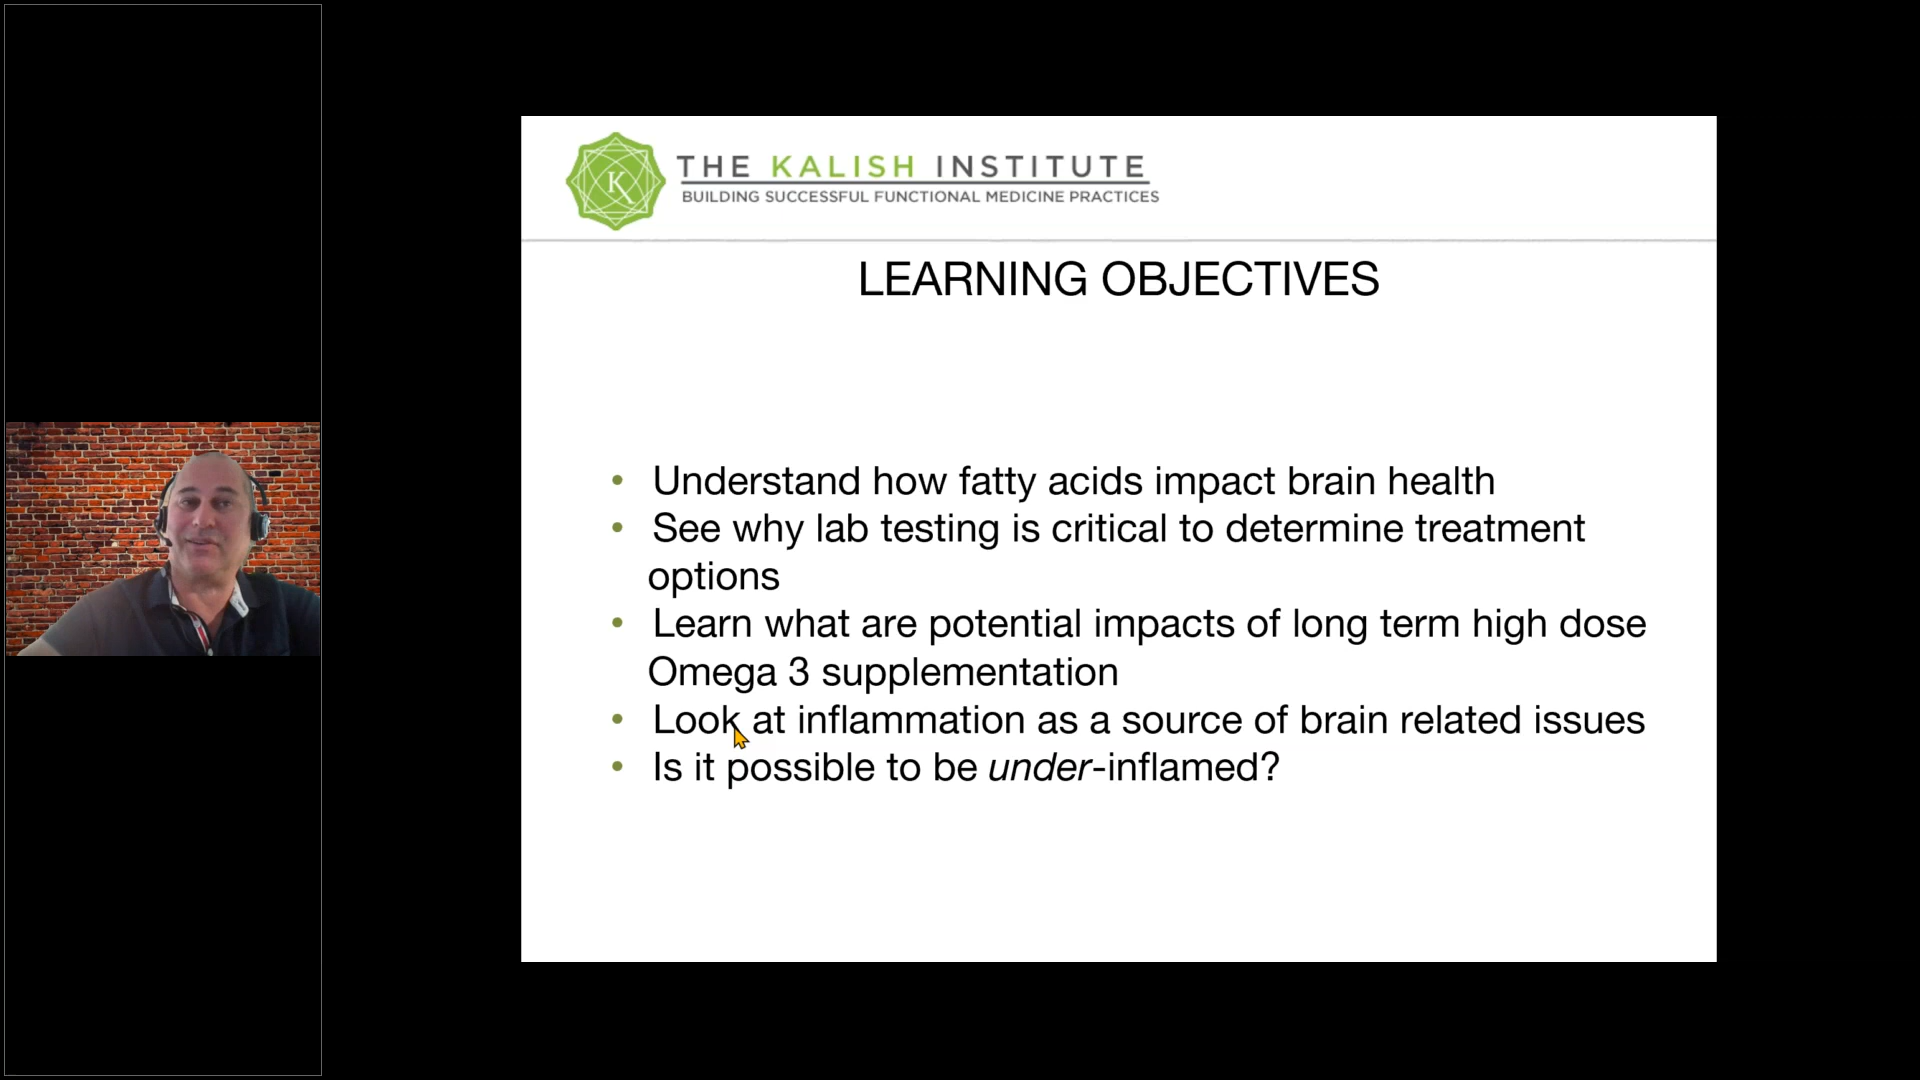 K
THE KALISH INSTITUTE
BUILDING SUCCESSFUL FUNCTIONAL MEDICINE PRACTICES
LEARNING OBJECTIVES
• Understand how fatty acids impact brain health
• See why lab testing is critical to determine treatment
options
• Learn what are potential impacts of long term high dose
Omega 3 supplementation
• Look at inflammation as a source of brain related issues
• Is it possible to be under-inflamed?